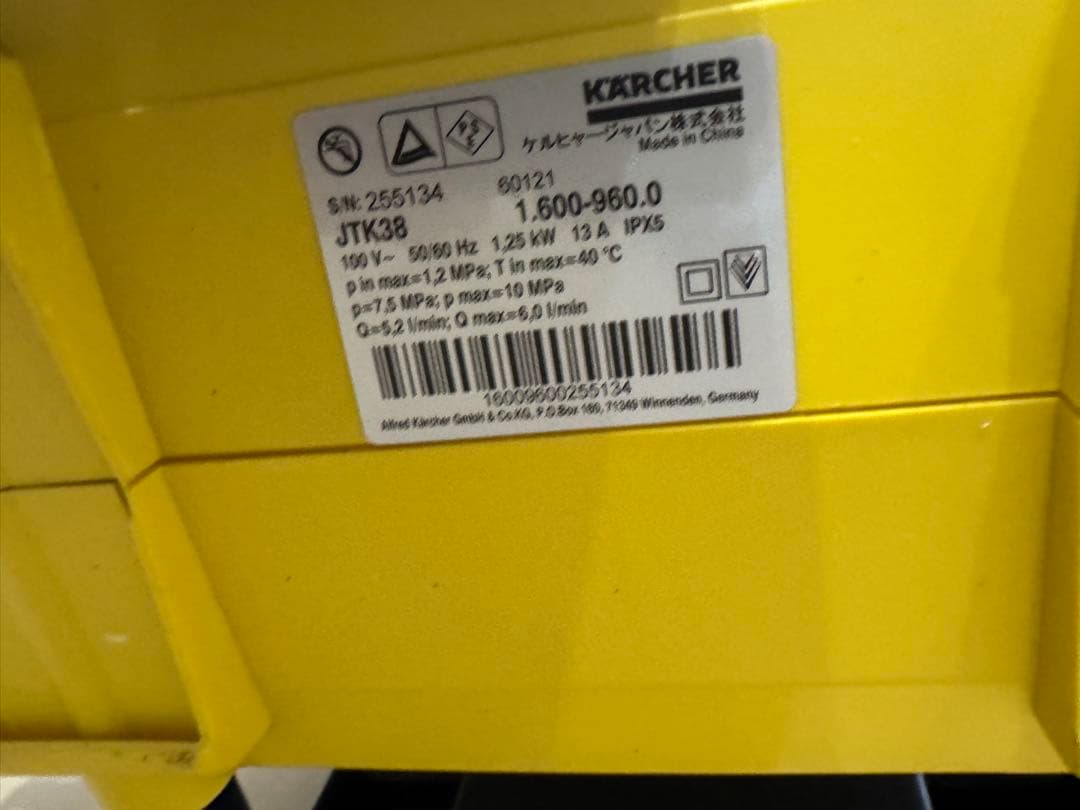 KÄRCHER
ケルヒャージャパン株式会社
Made in China
PSE
S/N: 255134 60121
JTK38 1.600-960.0
100 V~ 50/60 Hz 1,25 kW 13 A IPX5
p in max=1,2 MPa; T in max=40 °C
p=7,5 MPa; p max=10 MPa
Q=5,2 l/min; Q max=6,0 l/min
16009600255134
Alfred Kärcher GmbH & Co.KG, P.O.Box 160, 71349 Winnenden, Germany